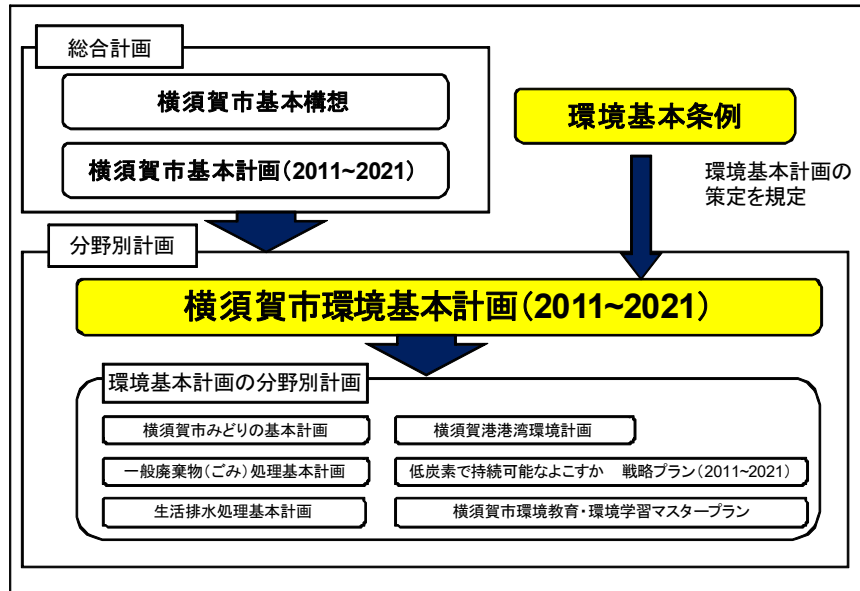 総合計画
横須賀市基本構想
横須賀市基本計画(2011~2021)
環境基本条例
環境基本計画の
策定を規定
分野別計画
横須賀市環境基本計画(2011~2021)
環境基本計画の分野別計画
横須賀市みどりの基本計画
横須賀港港湾環境計画
一般廃棄物(ごみ)処理基本計画
低炭素で持続可能なよこすか 戦略プラン(2011~2021)
生活排水処理基本計画
横須賀市環境教育・環境学習マスタープラン